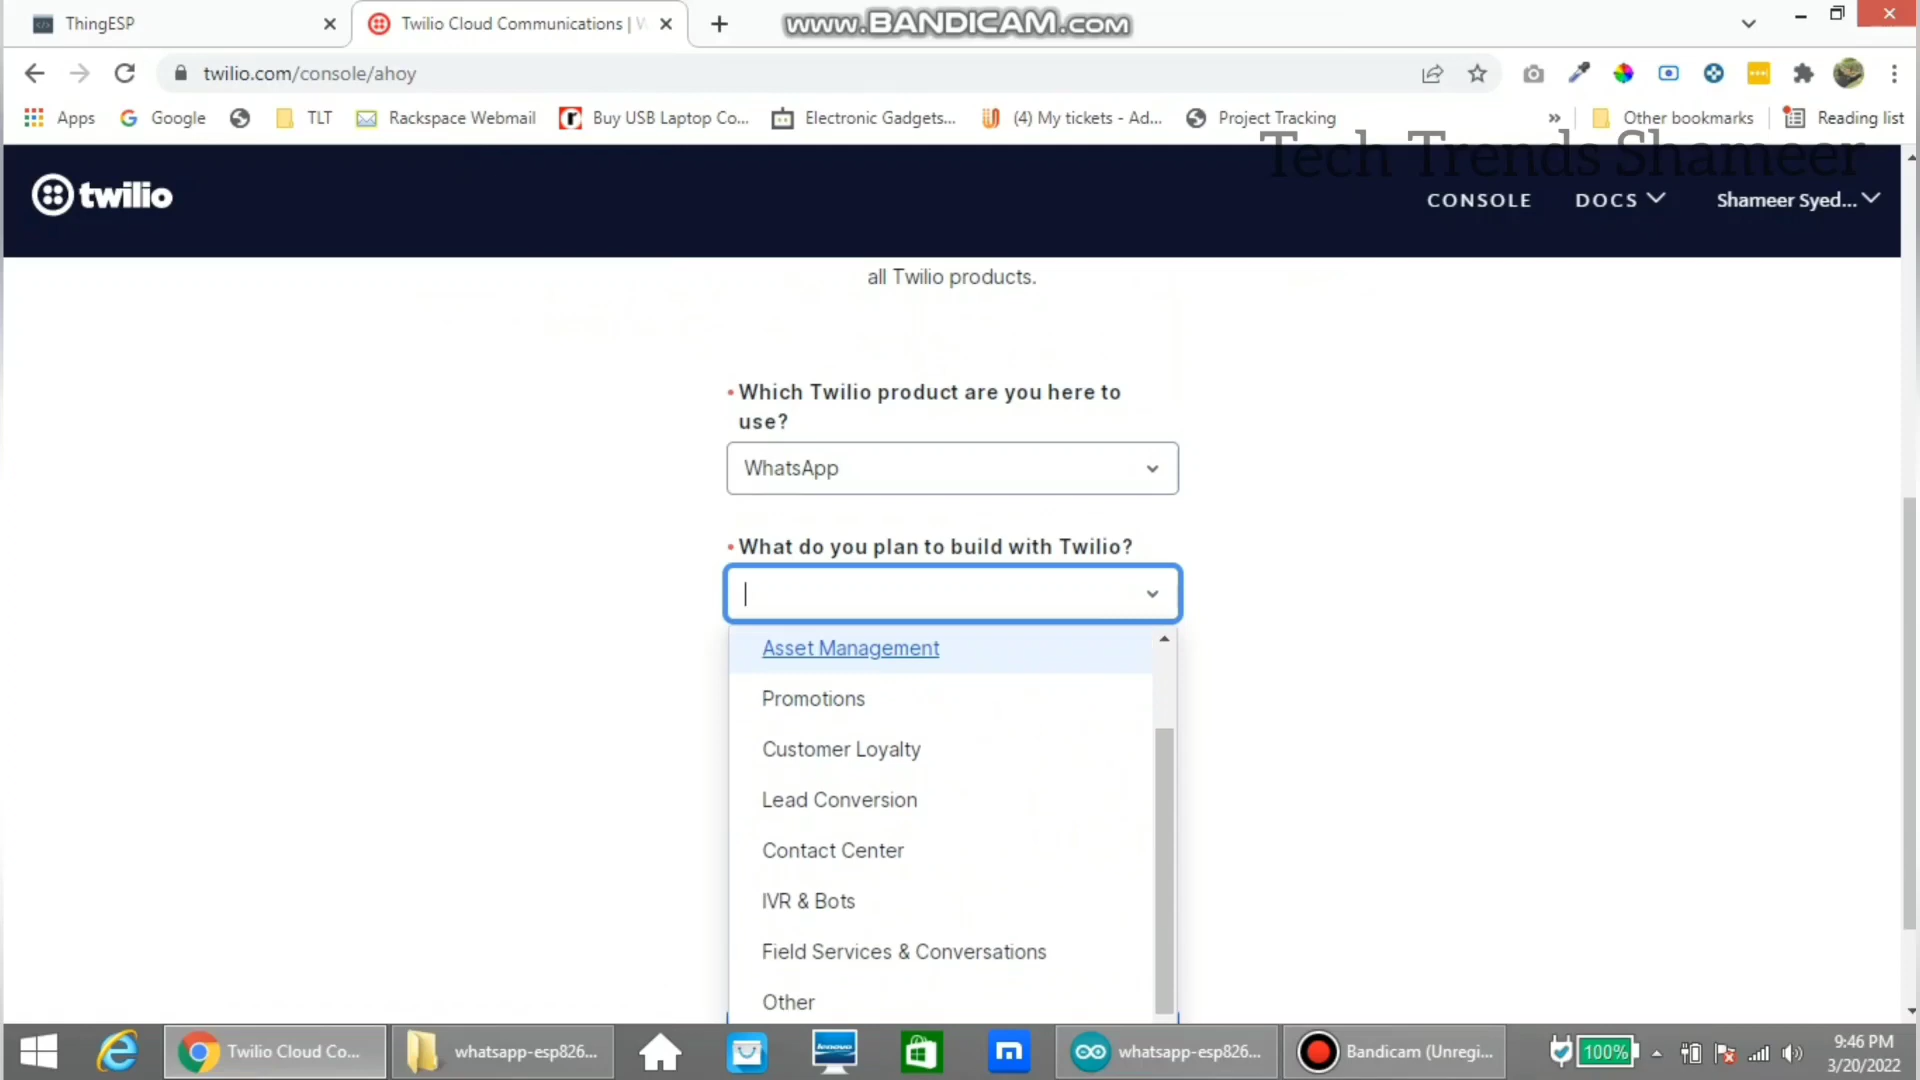 ThingESP
Twilio Cloud Communications | W
www.BANDICAM.com
twilio.com/console/ahoy
Apps
Google
TLT
Rackspace Webmail
Buy USB Laptop Co...
Electronic Gadgets...
(4) My tickets - Ad...
Project Tracking
»
Other bookmarks
Reading list
Tech Trends Shameer
twilio
CONSOLE
DOCS
Shameer Syed...
all Twilio products.
Which Twilio product are you here to
use?
WhatsApp
What do you plan to build with Twilio?
Asset Management
Promotions
Customer Loyalty
Lead Conversion
Contact Center
IVR & Bots
Field Services & Conversations
Other
Twilio Cloud Co...
whatsapp-esp826...
lenovo
whatsapp-esp826...
Bandicam (Unregi...
100%
9:46 PM
3/20/2022